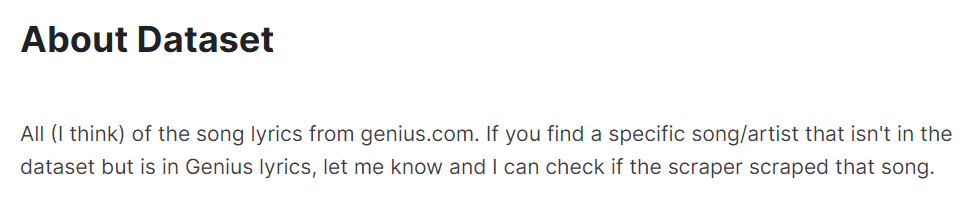 About Dataset
All (I think) of the song lyrics from genius.com. If you find a specific song/artist that isn't in the
dataset but is in Genius lyrics, let me know and I can check if the scraper scraped that song.